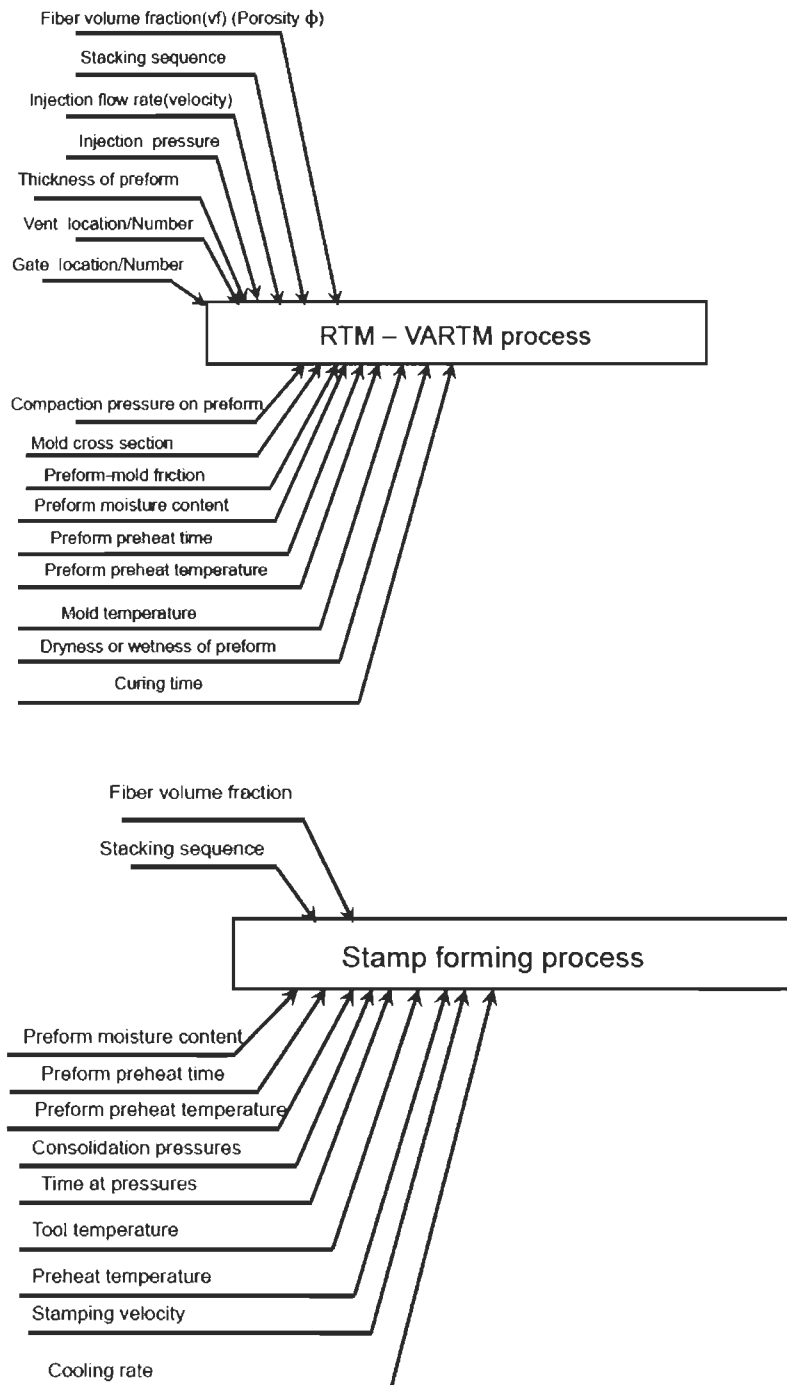 Fiber volume fraction(vf) (Porosity ϕ)
Stacking sequence
Injection flow rate(velocity)
Injection pressure
Thickness of preform
Vent location/Number
Gate location/Number
RTM – VARTM process
Compaction pressure on preform
Mold cross section
Preform-mold friction
Preform moisture content
Preform preheat time
Preform preheat temperature
Mold temperature
Dryness or wetness of preform
Curing time
Fiber volume fraction
Stacking sequence
Stamp forming process
Preform moisture content
Preform preheat time
Preform preheat temperature
Consolidation pressures
Time at pressures
Tool temperature
Preheat temperature
Stamping velocity
Cooling rate